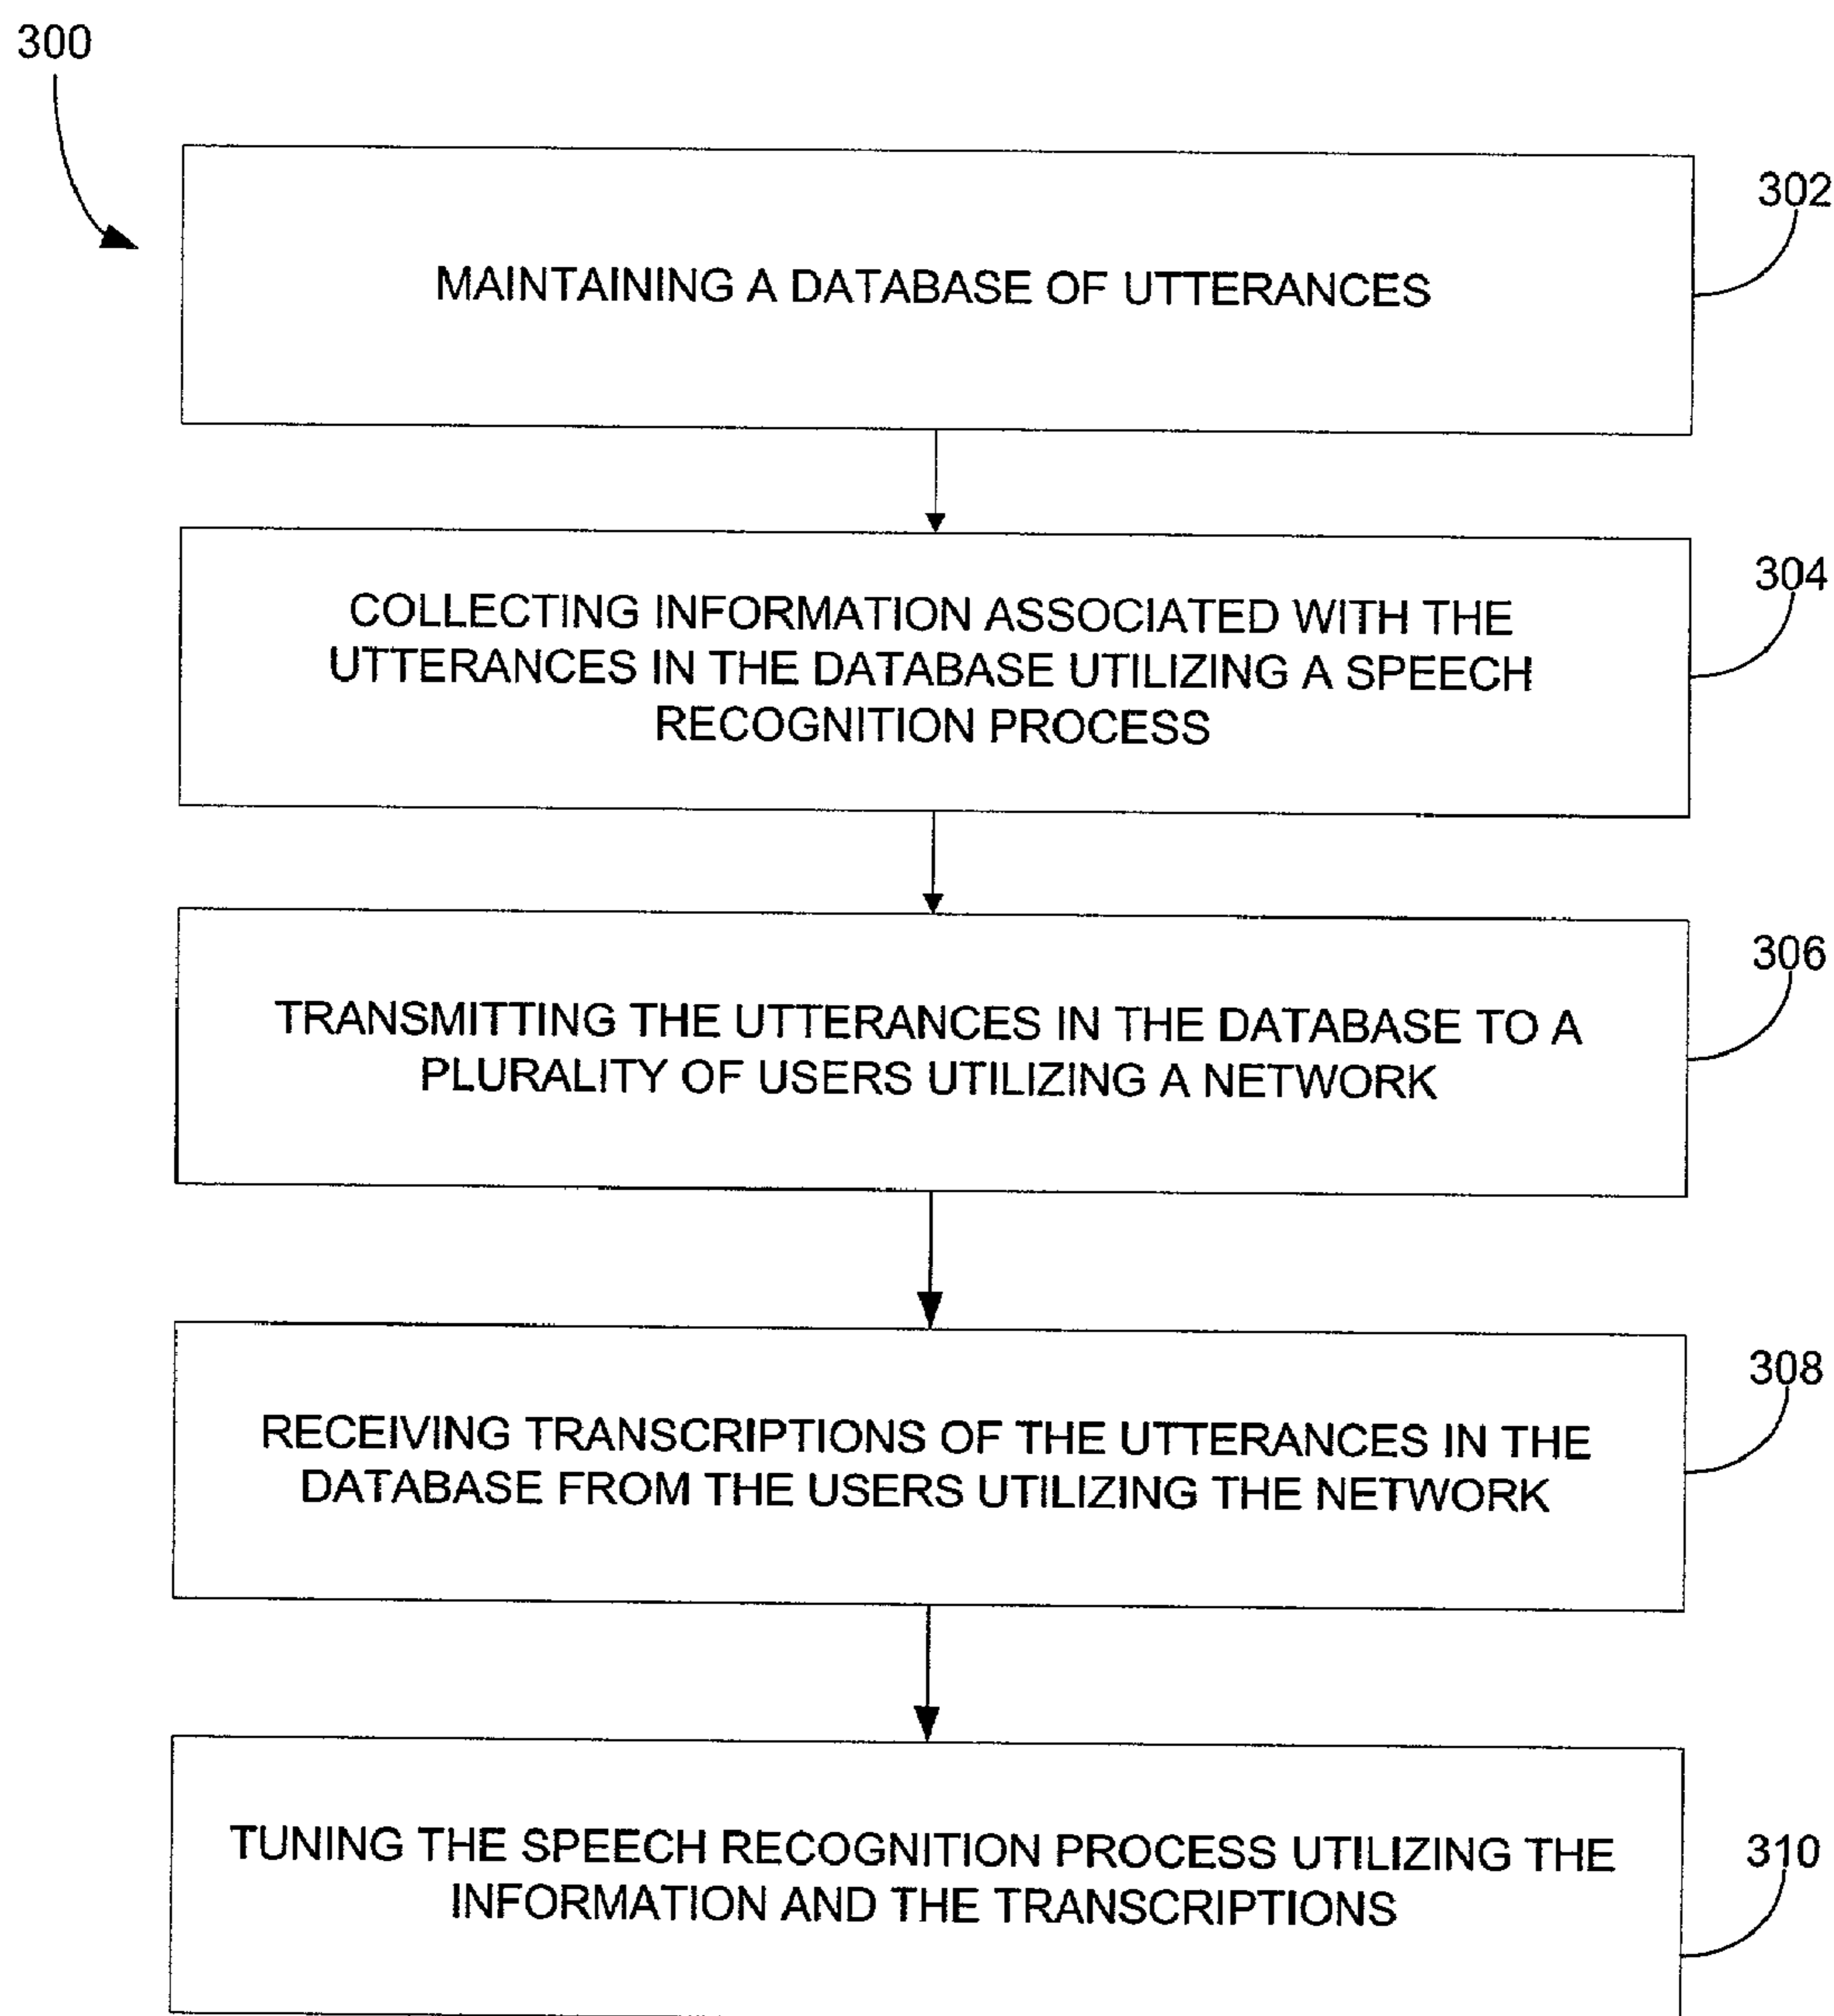 300
302
MAINTAINING A DATABASE OF UTTERANCES
304
COLLECTING INFORMATION ASSOCIATED WITH THE
UTTERANCES IN THE DATABASE UTILIZING A SPEECH
RECOGNITION PROCESS
306
TRANSMITTING THE UTTERANCES IN THE DATABASE TO A
PLURALITY OF USERS UTILIZING A NETWORK
308
RECEIVING TRANSCRIPTIONS OF THE UTTERANCES IN THE
DATABASE FROM THE USERS UTILIZING THE NETWORK
310
TUNING THE SPEECH RECOGNITION PROCESS UTILIZING THE
INFORMATION AND THE TRANSCRIPTIONS